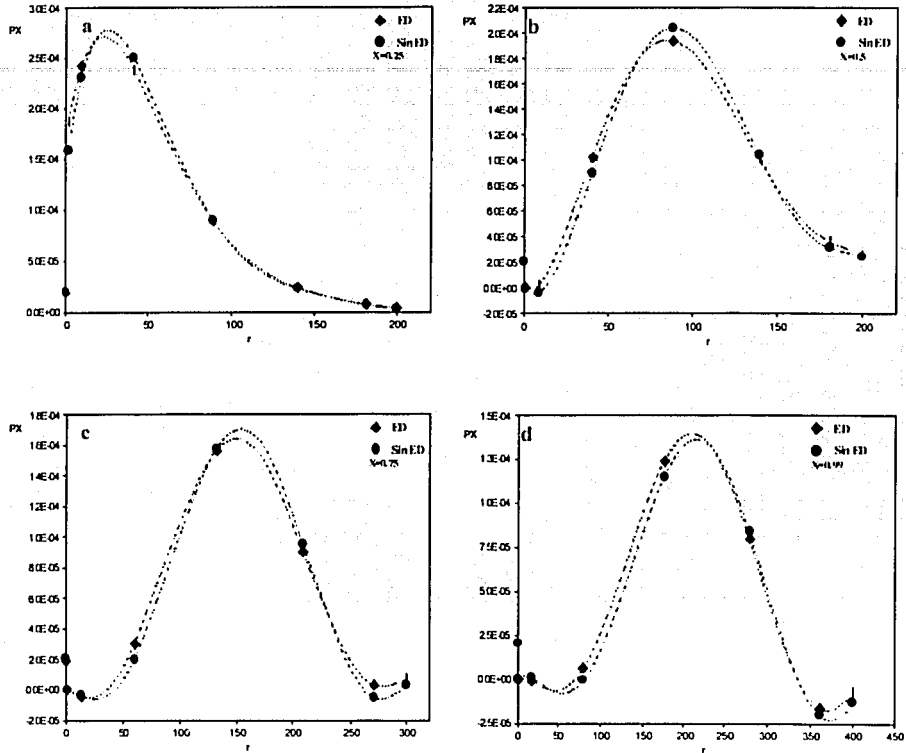 a
PX
ED
Sin ED
X=0.25
3.0E-04
2.5E-04
2.0E-04
1.5E-04
1.0E-04
5.0E-05
0.0E+00
0 50 100 150 200
r
b
PX
ED
Sin ED
X=0.5
2.2E-04
2.0E-04
1.8E-04
1.6E-04
1.4E-04
1.2E-04
1.0E-04
8.0E-05
6.0E-05
4.0E-05
2.0E-05
0.0E+00
-2.0E-05
0 50 100 150 200
r
c
PX
ED
Sin ED
X=0.75
1.8E-04
1.6E-04
1.4E-04
1.2E-04
1.0E-04
8.0E-05
6.0E-05
4.0E-05
2.0E-05
0.0E+00
-2.0E-05
0 50 100 150 200 250 300
r
d
PX
ED
Sin ED
X=0.99
1.5E-04
1.3E-04
1.0E-04
7.5E-05
5.0E-05
2.5E-05
0.0E+00
-2.5E-05
0 50 100 150 200 250 300 350 400 450
r